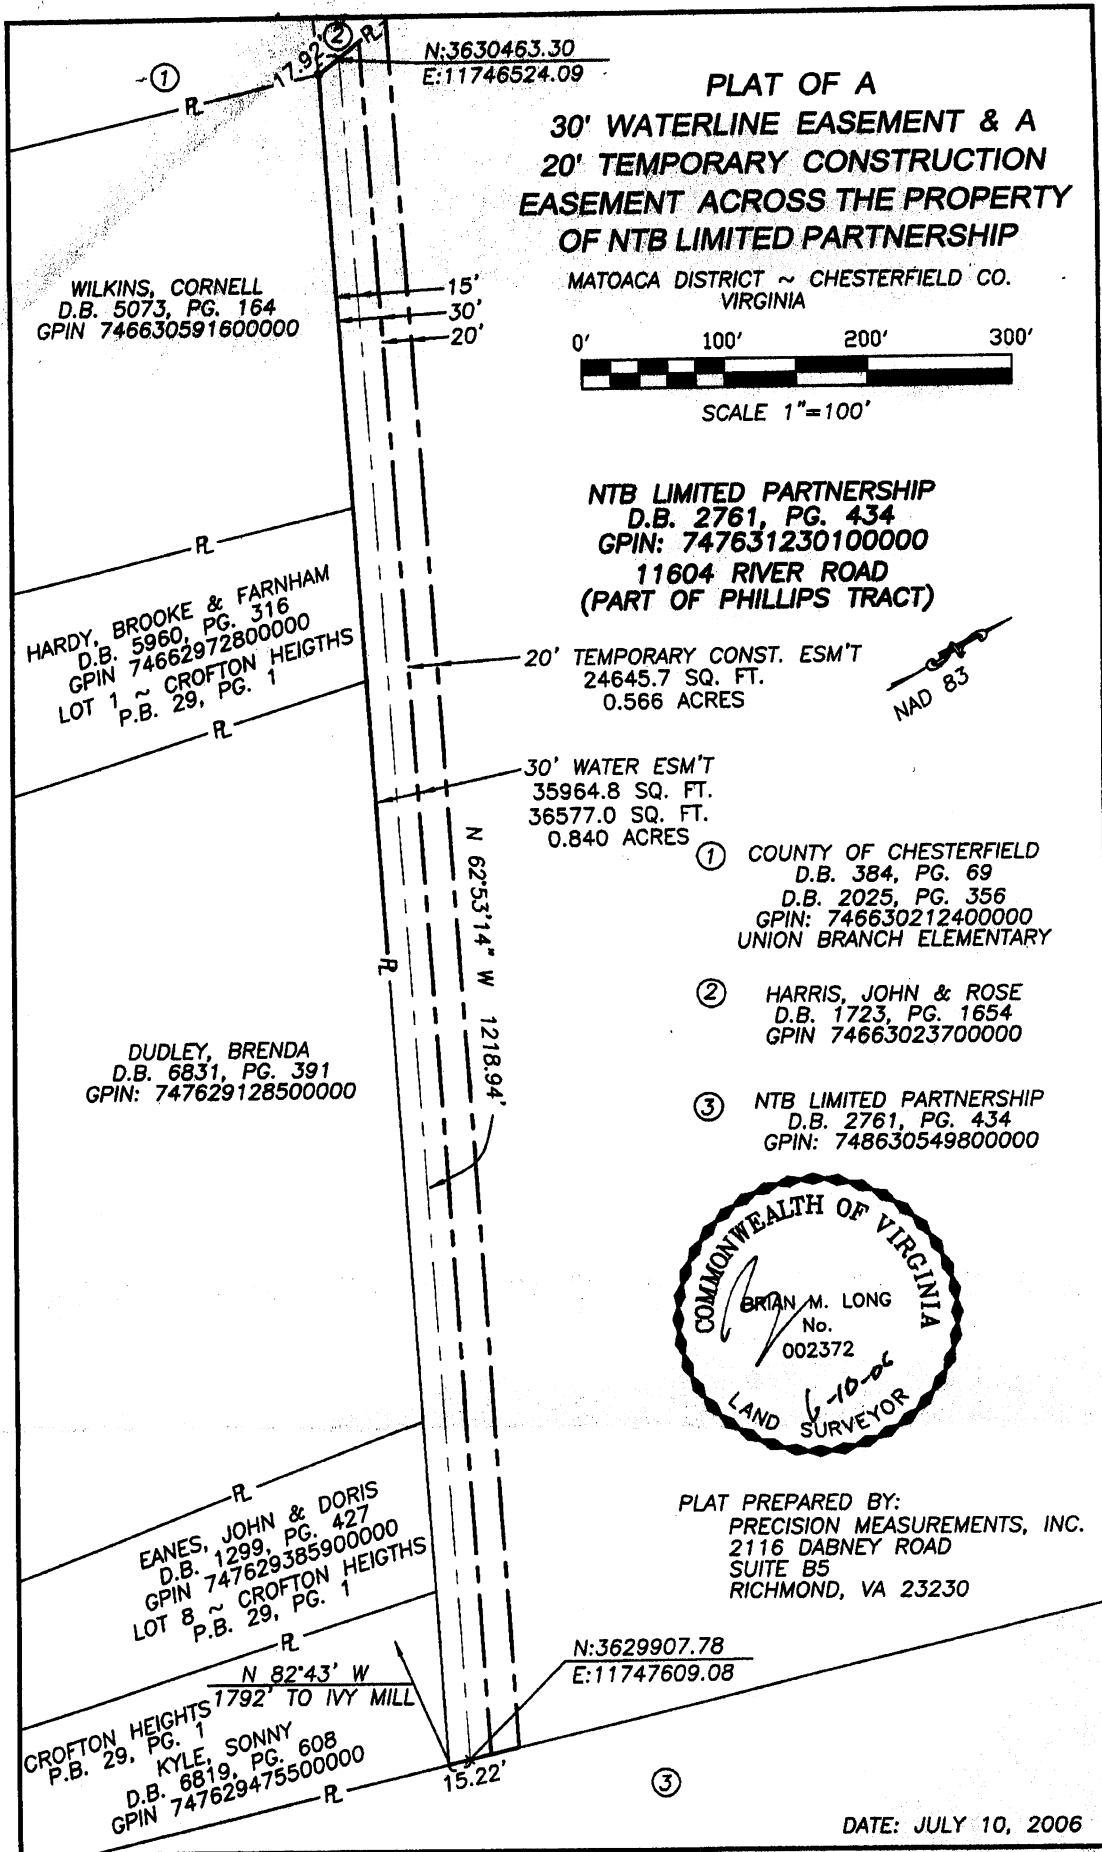 ①
17.92'
②
PL
PL
N:3630463.30
E:11746524.09
PLAT OF A
30' WATERLINE EASEMENT & A
20' TEMPORARY CONSTRUCTION
EASEMENT ACROSS THE PROPERTY
OF NTB LIMITED PARTNERSHIP
MATOACA DISTRICT ~ CHESTERFIELD CO.
VIRGINIA
WILKINS, CORNELL
D.B. 5073, PG. 164
GPIN 746630591600000
15'
30'
20'
0' 100' 200' 300'
SCALE 1"=100'
NTB LIMITED PARTNERSHIP
D.B. 2761, PG. 434
GPIN: 747631230100000
11604 RIVER ROAD
(PART OF PHILLIPS TRACT)
PL
HARDY, BROOKE & FARNHAM
D.B. 5960, PG. 316
GPIN 74662972800000
LOT 1 ~ CROFTON HEIGTHS
P.B. 29, PG. 1
PL
20' TEMPORARY CONST. ESM'T
24645.7 SQ. FT.
0.566 ACRES
N
NAD 83
30' WATER ESM'T
35964.8 SQ. FT.
36577.0 SQ. FT.
0.840 ACRES
N 62°53'14" W 1218.94'
PL
① COUNTY OF CHESTERFIELD
D.B. 384, PG. 69
D.B. 2025, PG. 356
GPIN: 746630212400000
UNION BRANCH ELEMENTARY
② HARRIS, JOHN & ROSE
D.B. 1723, PG. 1654
GPIN 74663023700000
DUDLEY, BRENDA
D.B. 6831, PG. 391
GPIN: 747629128500000
③ NTB LIMITED PARTNERSHIP
D.B. 2761, PG. 434
GPIN: 748630549800000
COMMONWEALTH OF VIRGINIA
BRIAN M. LONG
No.
002372
6-10-06
LAND SURVEYOR
PL
EANES, JOHN & DORIS
D.B. 1299, PG. 427
GPIN 747629385900000
LOT 8 ~ CROFTON HEIGTHS
P.B. 29, PG. 1
PL
PLAT PREPARED BY:
PRECISION MEASUREMENTS, INC.
2116 DABNEY ROAD
SUITE B5
RICHMOND, VA 23230
N 82°43' W
1792' TO IVY MILL
N:3629907.78
E:11747609.08
CROFTON HEIGHTS
P.B. 29, PG. 1
KYLE, SONNY
D.B. 6819, PG. 608
GPIN 747629475500000
PL
15.22'
③
DATE: JULY 10, 2006